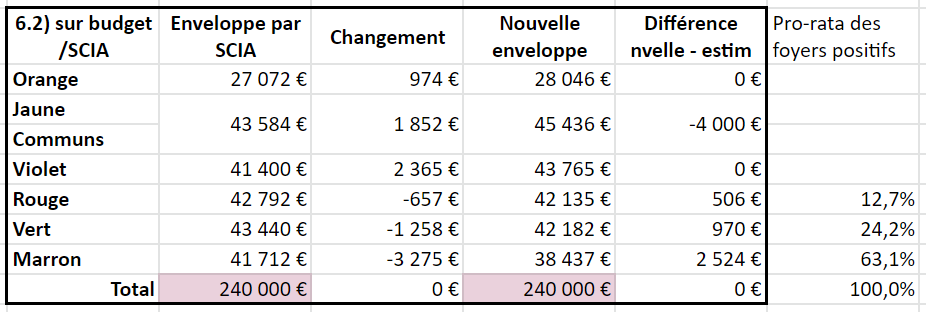 6.2) sur budget /SCIA Enveloppe par SCIA Changement Nouvelle enveloppe Différence nvelle - estim Pro-rata des foyers positifs
Orange 27 072 € 974 € 28 046 € 0 €
Jaune
Communs 43 584 € 1 852 € 45 436 € -4 000 €
Violet 41 400 € 2 365 € 43 765 € 0 €
Rouge 42 792 € -657 € 42 135 € 506 € 12,7%
Vert 43 440 € -1 258 € 42 182 € 970 € 24,2%
Marron 41 712 € -3 275 € 38 437 € 2 524 € 63,1%
Total 240 000 € 0 € 240 000 € 0 € 100,0%